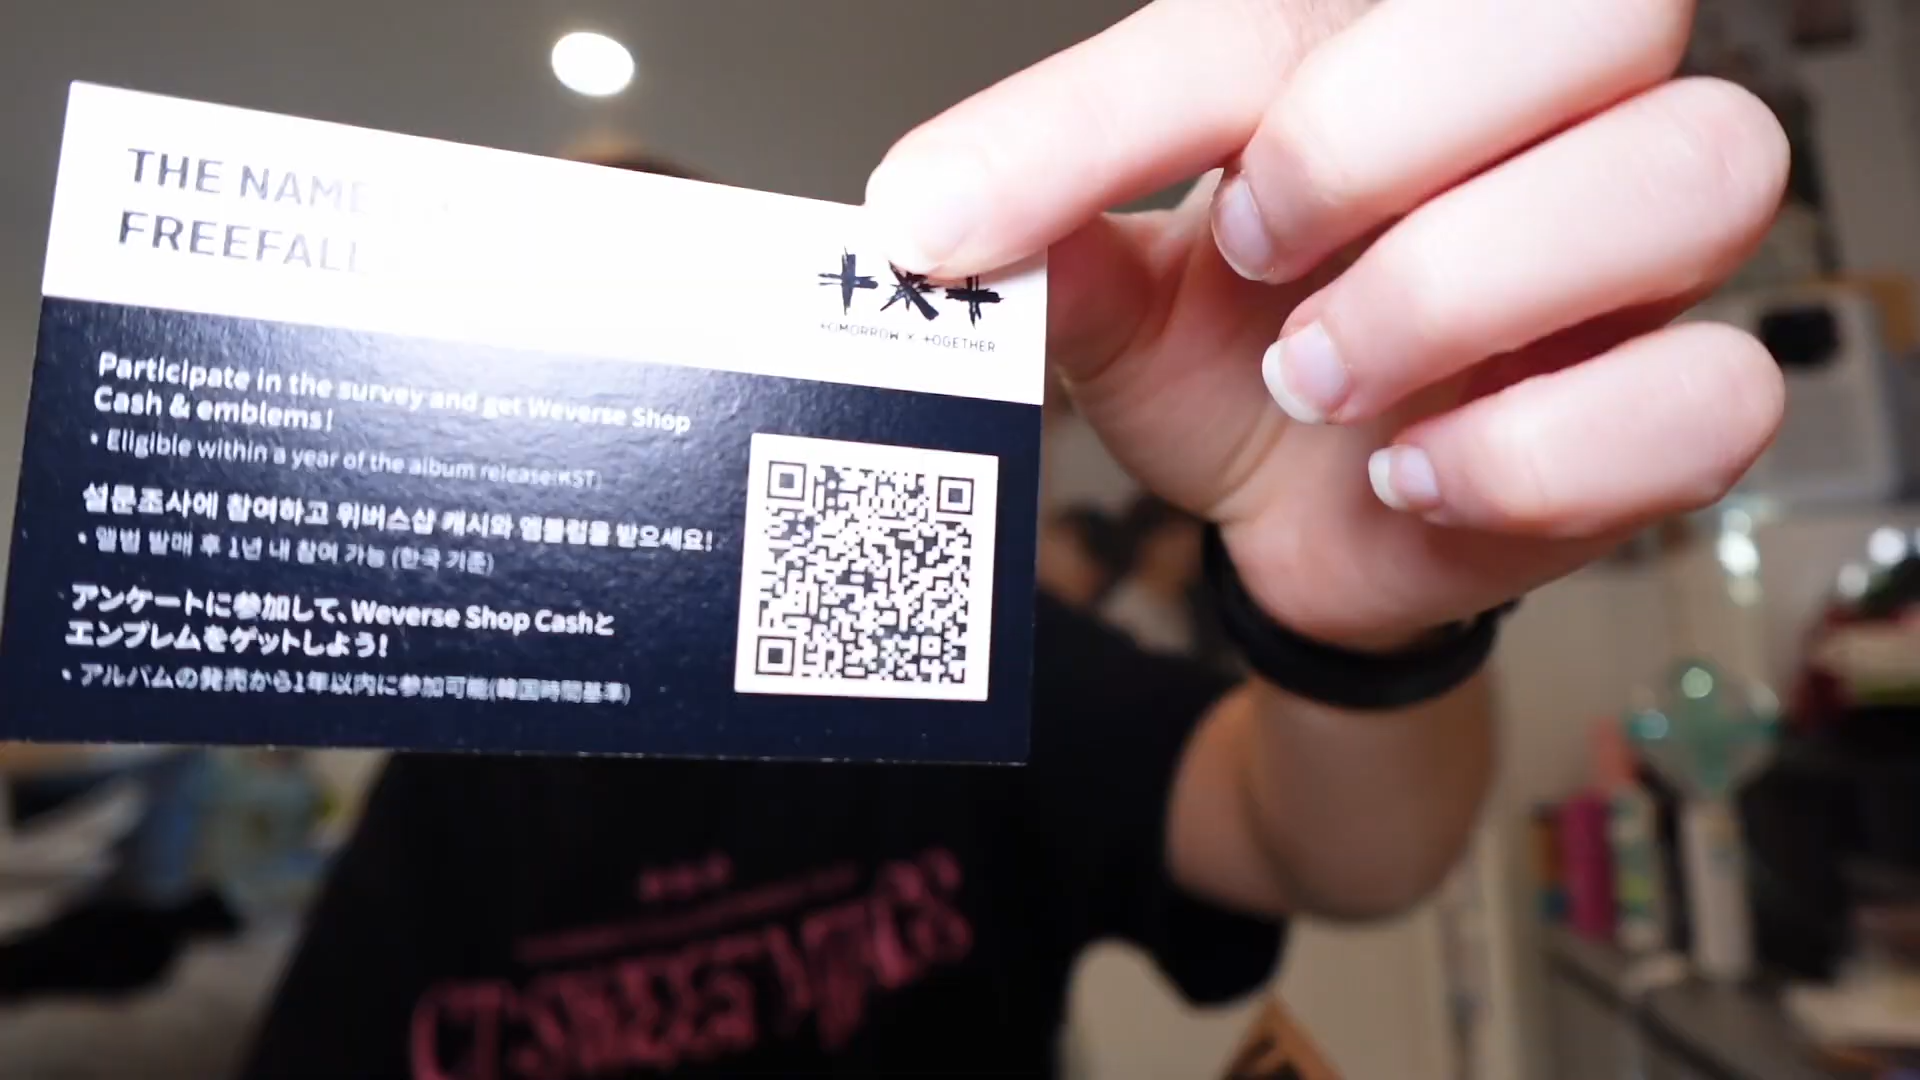 THE NAME
FREEFALL
+OMORROW × +OGETHER
Participate in the survey and get Weverse Shop
Cash & emblems!
• Eligible within a year of the album release(KST)
설문조사에 참여하고 위버스샵 캐시와 엠블럼을 받으세요!
• 앨범 발매 후 1년 내 참여 가능 (한국 기준)
アンケートに参加して、Weverse Shop Cashと
エンブレムをゲットしよう!
• アルバムの発売から1年以内に参加可能(韓国時間基準)